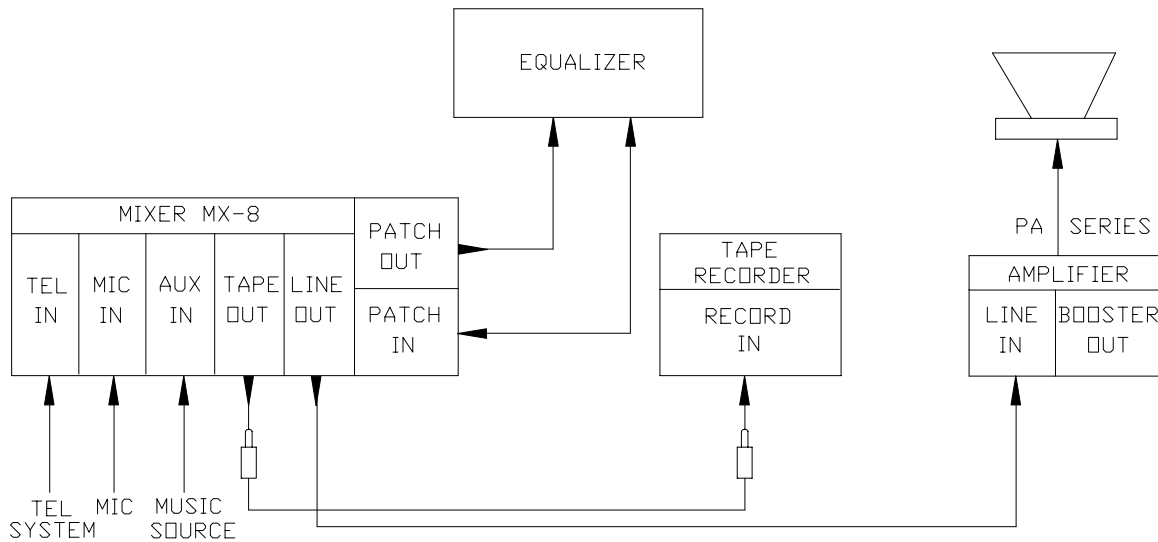 EQUALIZER
MIXER MX-8
PATCH
OUT
TEL
IN
MIC
IN
AUX
IN
TAPE
OUT
LINE
OUT
PATCH
IN
TAPE
RECORDER
RECORD
IN
PA SERIES
AMPLIFIER
LINE
IN
BOOSTER
OUT
TEL
SYSTEM
MIC
MUSIC
SOURCE